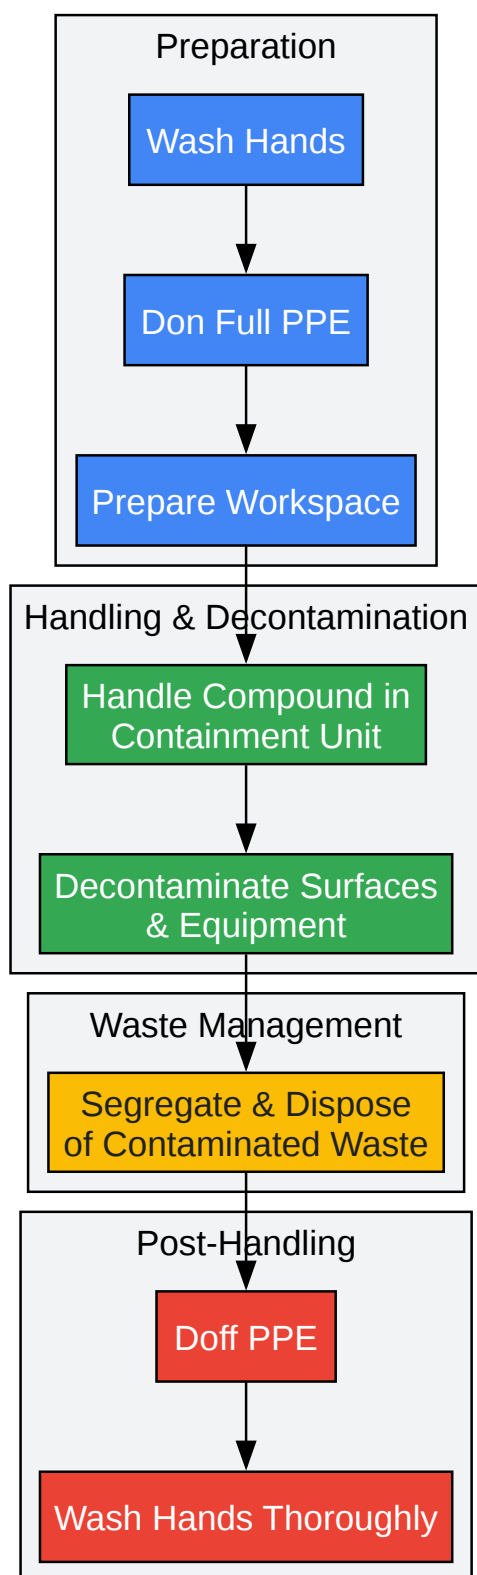 Preparation
Wash Hands
Don Full PPE
Prepare Workspace
Handling & Decontamination
Handle Compound in
Containment Unit
Decontaminate Surfaces
& Equipment
Waste Management
Segregate & Dispose
of Contaminated Waste
Post-Handling
Doff PPE
Wash Hands Thoroughly